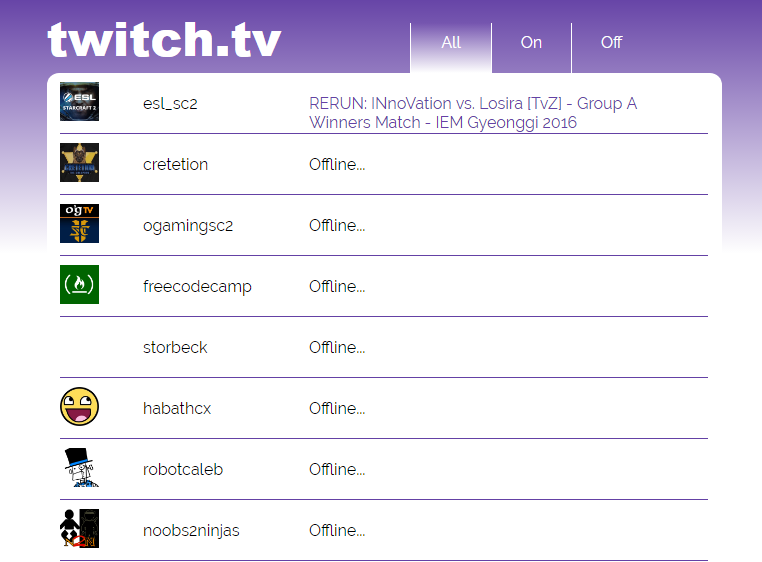 twitch.tv
All
On
Off
ESL
STARCRAFT 2
esl_sc2
RERUN: INnoVation vs. Losira [TvZ] - Group A
Winners Match - IEM Gyeonggi 2016
cretetion
Offline...
OGTV
SC
ogamingsc2
Offline...
freecodecamp
Offline...
storbeck
Offline...
habathcx
Offline...
robotcaleb
Offline...
N2N
noobs2ninjas
Offline...